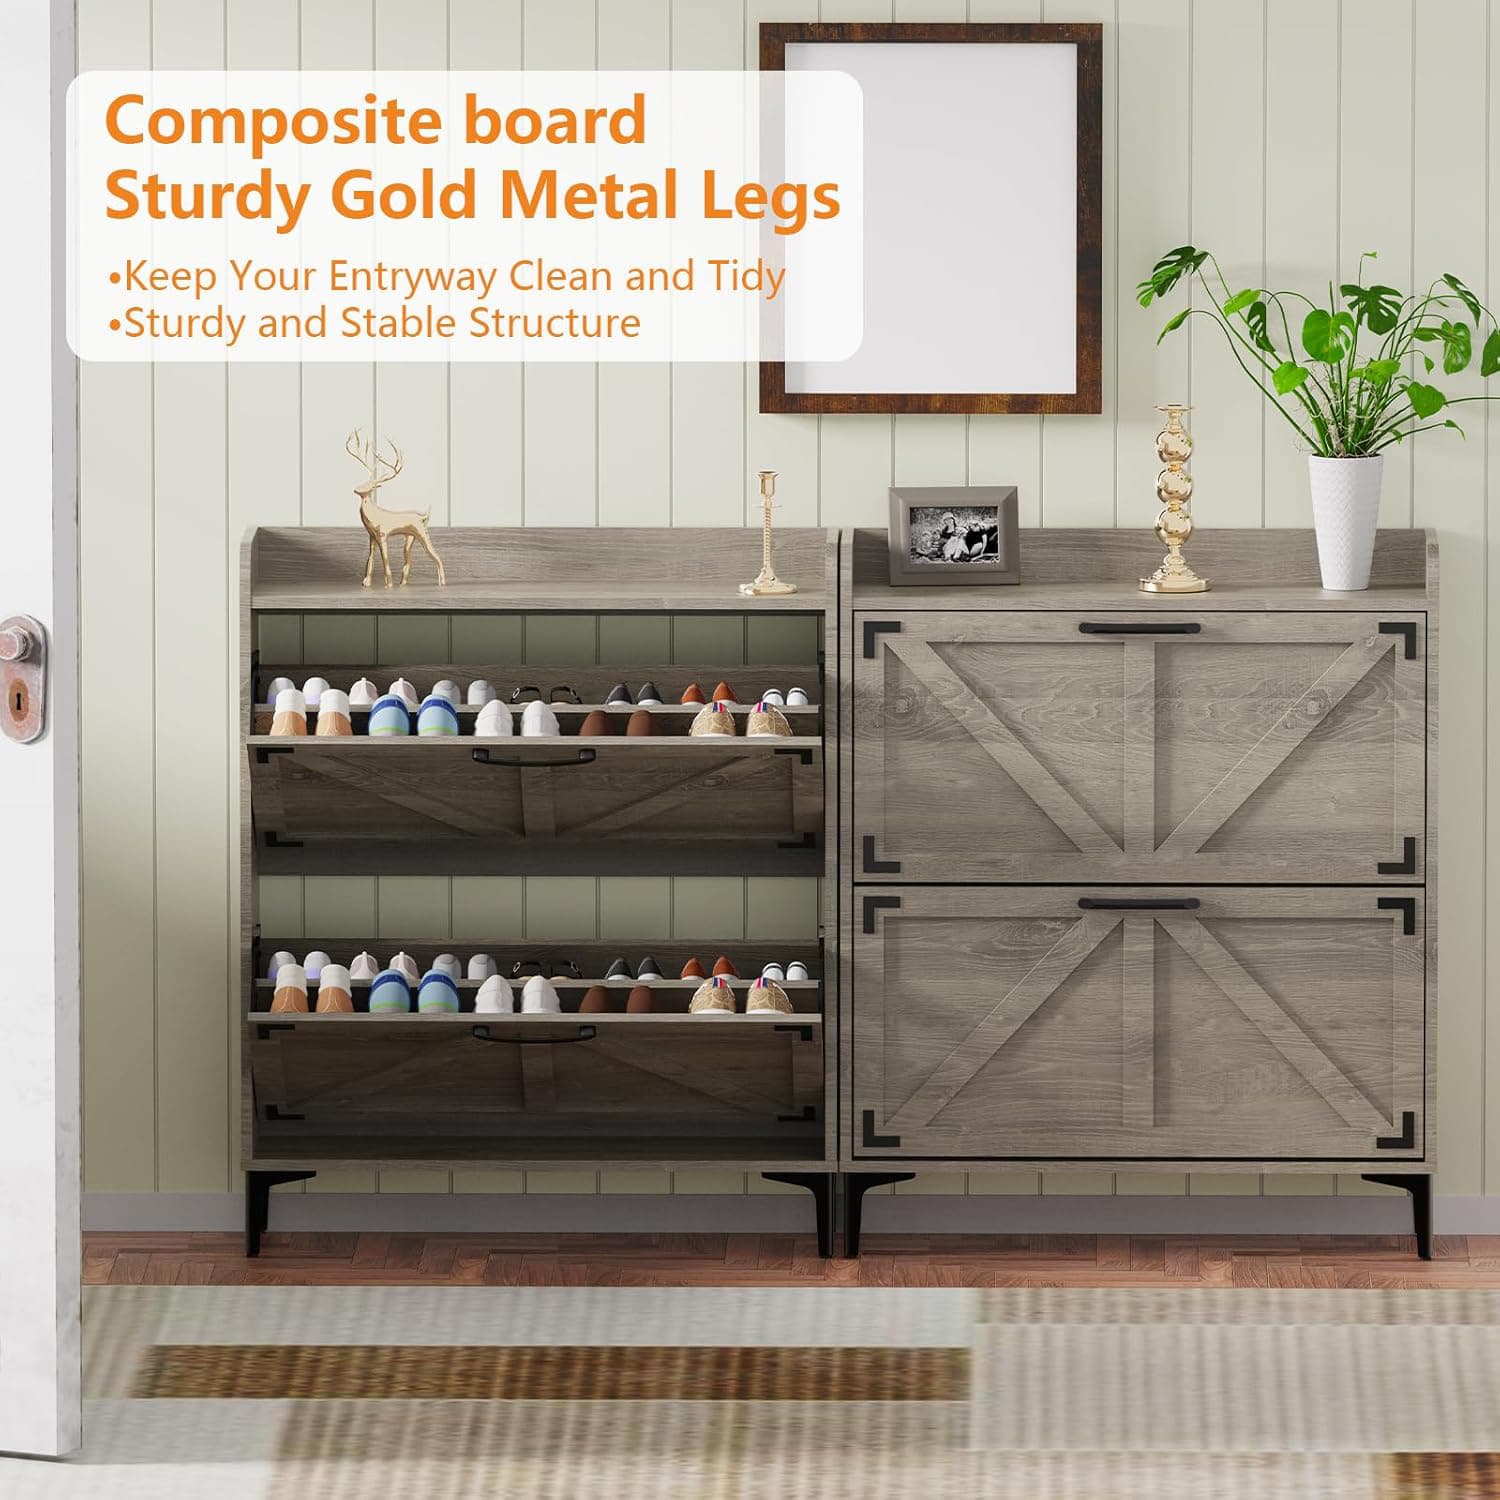 Composite board
Sturdy Gold Metal Legs
•Keep Your Entryway Clean and Tidy
•Sturdy and Stable Structure